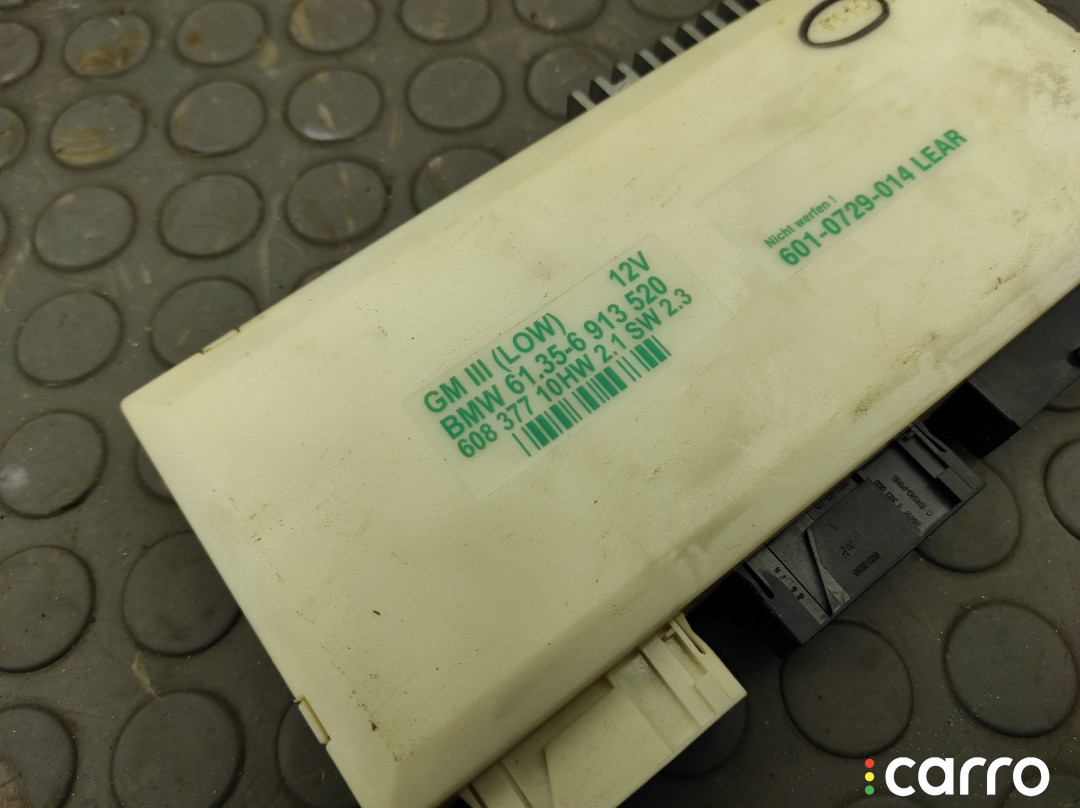 Nicht werfen !
601-0729-014 LEAR
12V
GM III (LOW)
BMW 61.35-6 913 520
608 377 10HW 2.1 SW 2.3
carro